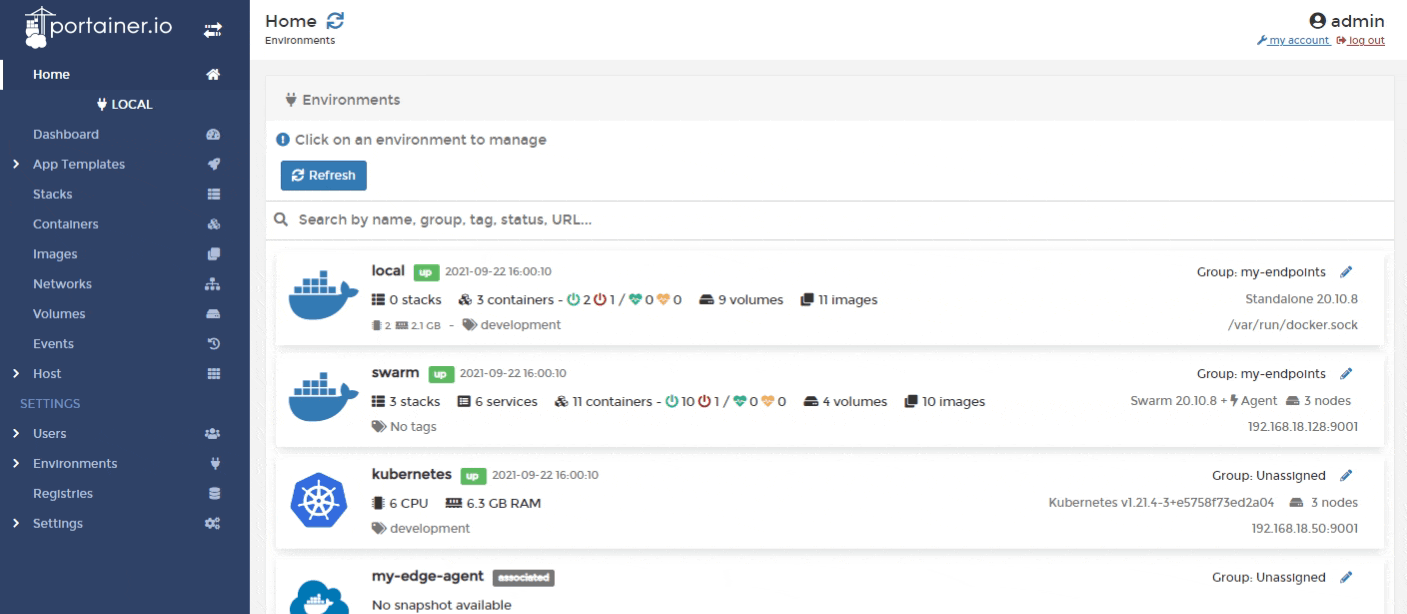 portainer.io
Home
LOCAL
Dashboard
App Templates
Stacks
Containers
Images
Networks
Volumes
Events
Host
SETTINGS
Users
Environments
Registries
Settings
Home
Environments
admin
my account log out
Environments
Click on an environment to manage
Refresh
Search by name, group, tag, status, URL...
local up 2021-09-22 16:00:10 Group: my-endpoints
0 stacks 3 containers - 2 1 / 0 0 9 volumes 11 images Standalone 20.10.8
2 2.1 GB - development /var/run/docker.sock
swarm up 2021-09-22 16:00:10 Group: my-endpoints
3 stacks 6 services 11 containers - 10 1 / 0 0 4 volumes 10 images Swarm 20.10.8 + Agent 3 nodes
No tags 192.168.18.128:9001
kubernetes up 2021-09-22 16:00:10 Group: Unassigned
6 CPU 6.3 GB RAM Kubernetes v1.21.4-3+e5758f73ed2a04 3 nodes
development 192.168.18.50:9001
my-edge-agent associated Group: Unassigned
No snapshot available